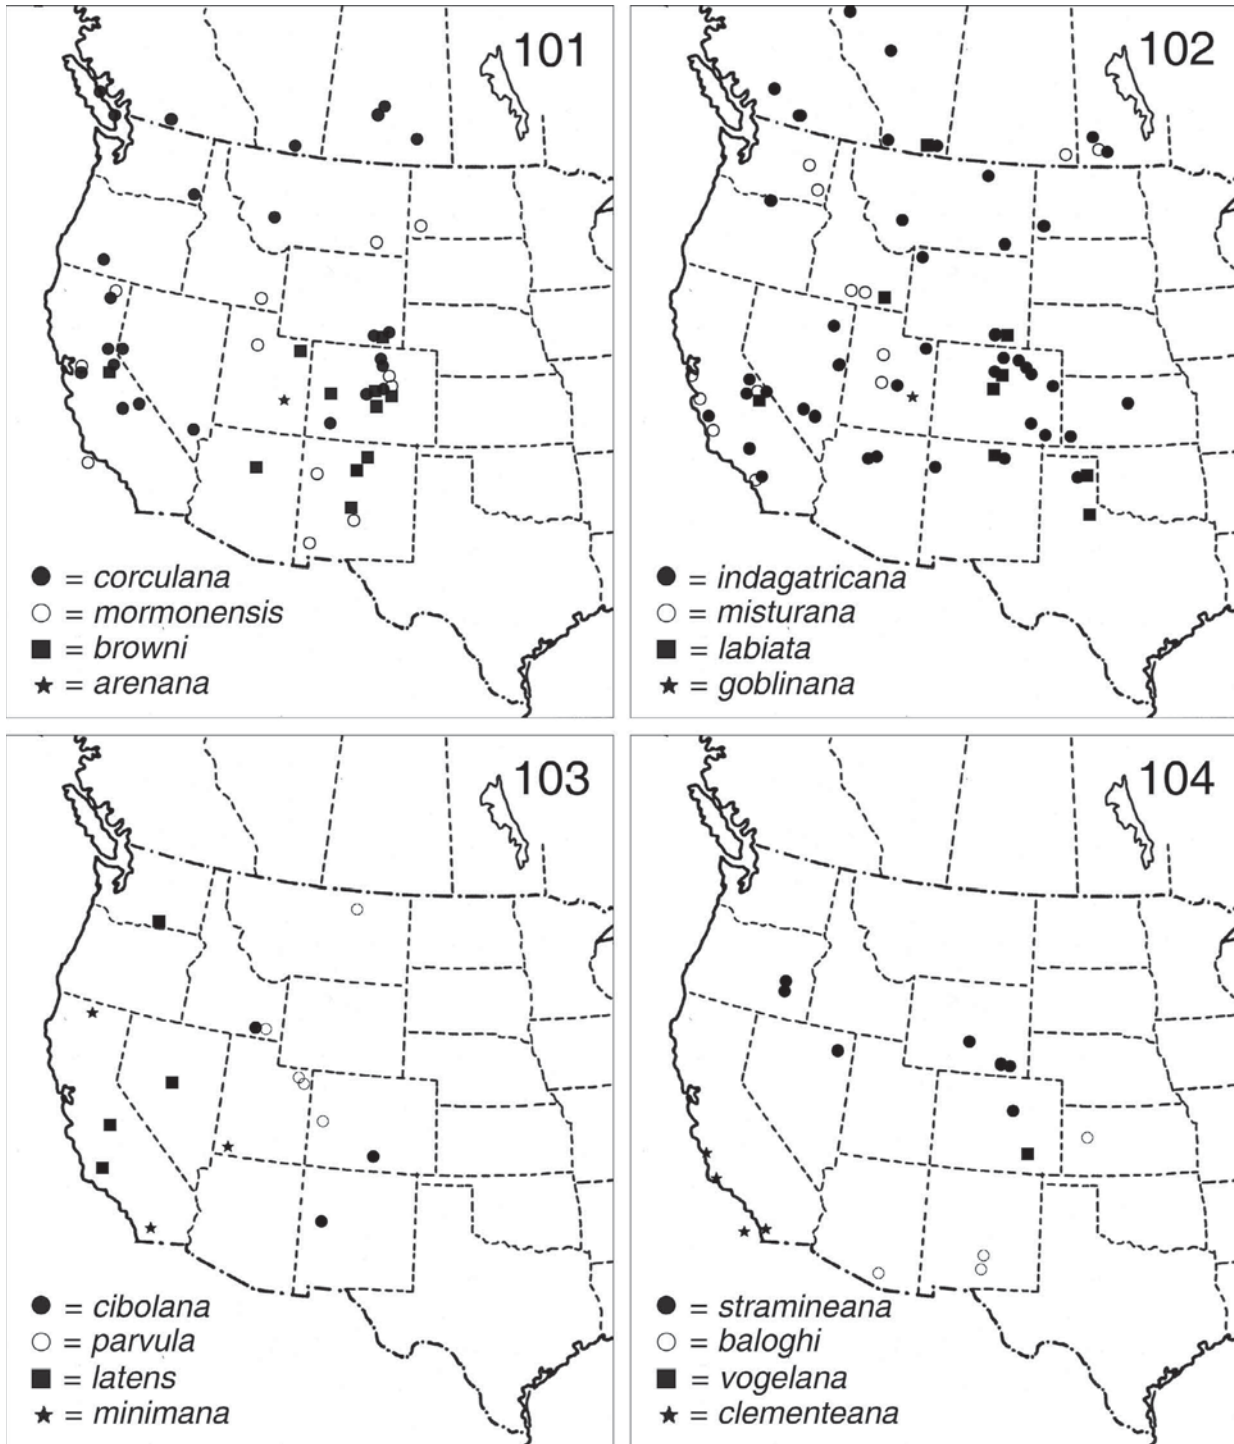 101
● = corculana
○ = mormonensis
■ = browni
★ = arenana
102
● = indagatricana
○ = misturana
■ = labiata
★ = goblinana
103
● = cibolana
○ = parvula
■ = latens
★ = minimana
104
● = stramineana
○ = baloghi
■ = vogelana
★ = clementeana